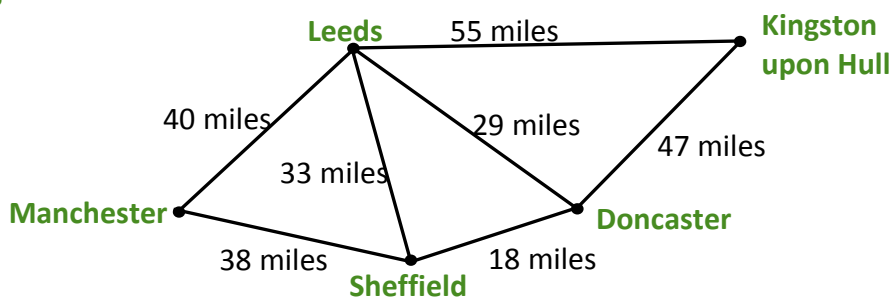 Leeds
55 miles
Kingston
upon Hull
40 miles
29 miles
47 miles
33 miles
Manchester
Doncaster
38 miles
18 miles
Sheffield